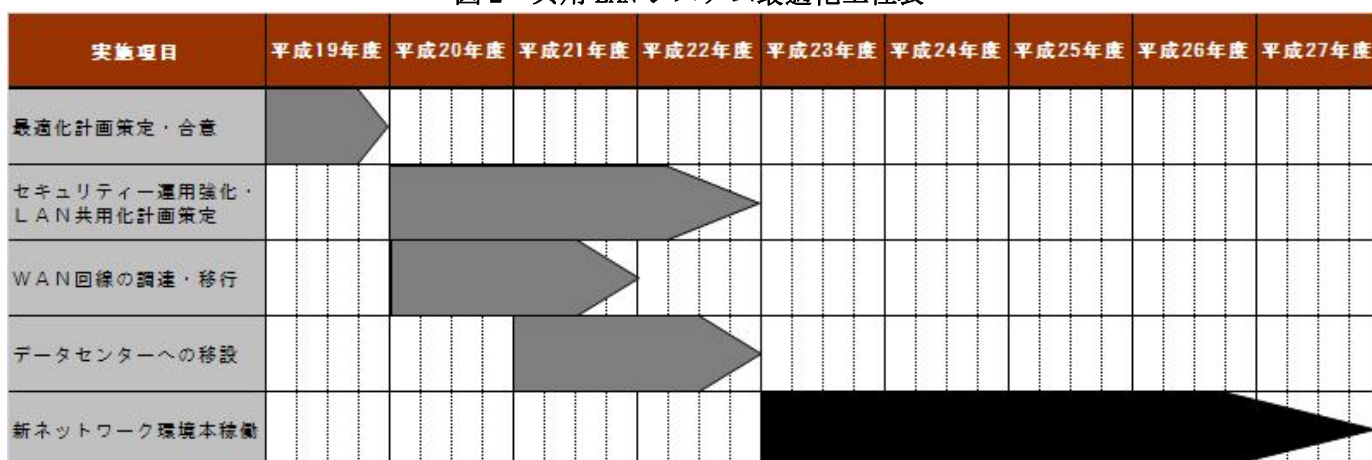 実施項目 平成19年度 平成20年度 平成21年度 平成22年度 平成23年度 平成24年度 平成25年度 平成26年度 平成27年度
最適化計画策定・合意
セキュリティー運用強化・
ＬＡＮ共用化計画策定
ＷＡＮ回線の調達・移行
データセンターへの移設
新ネットワーク環境本稼働